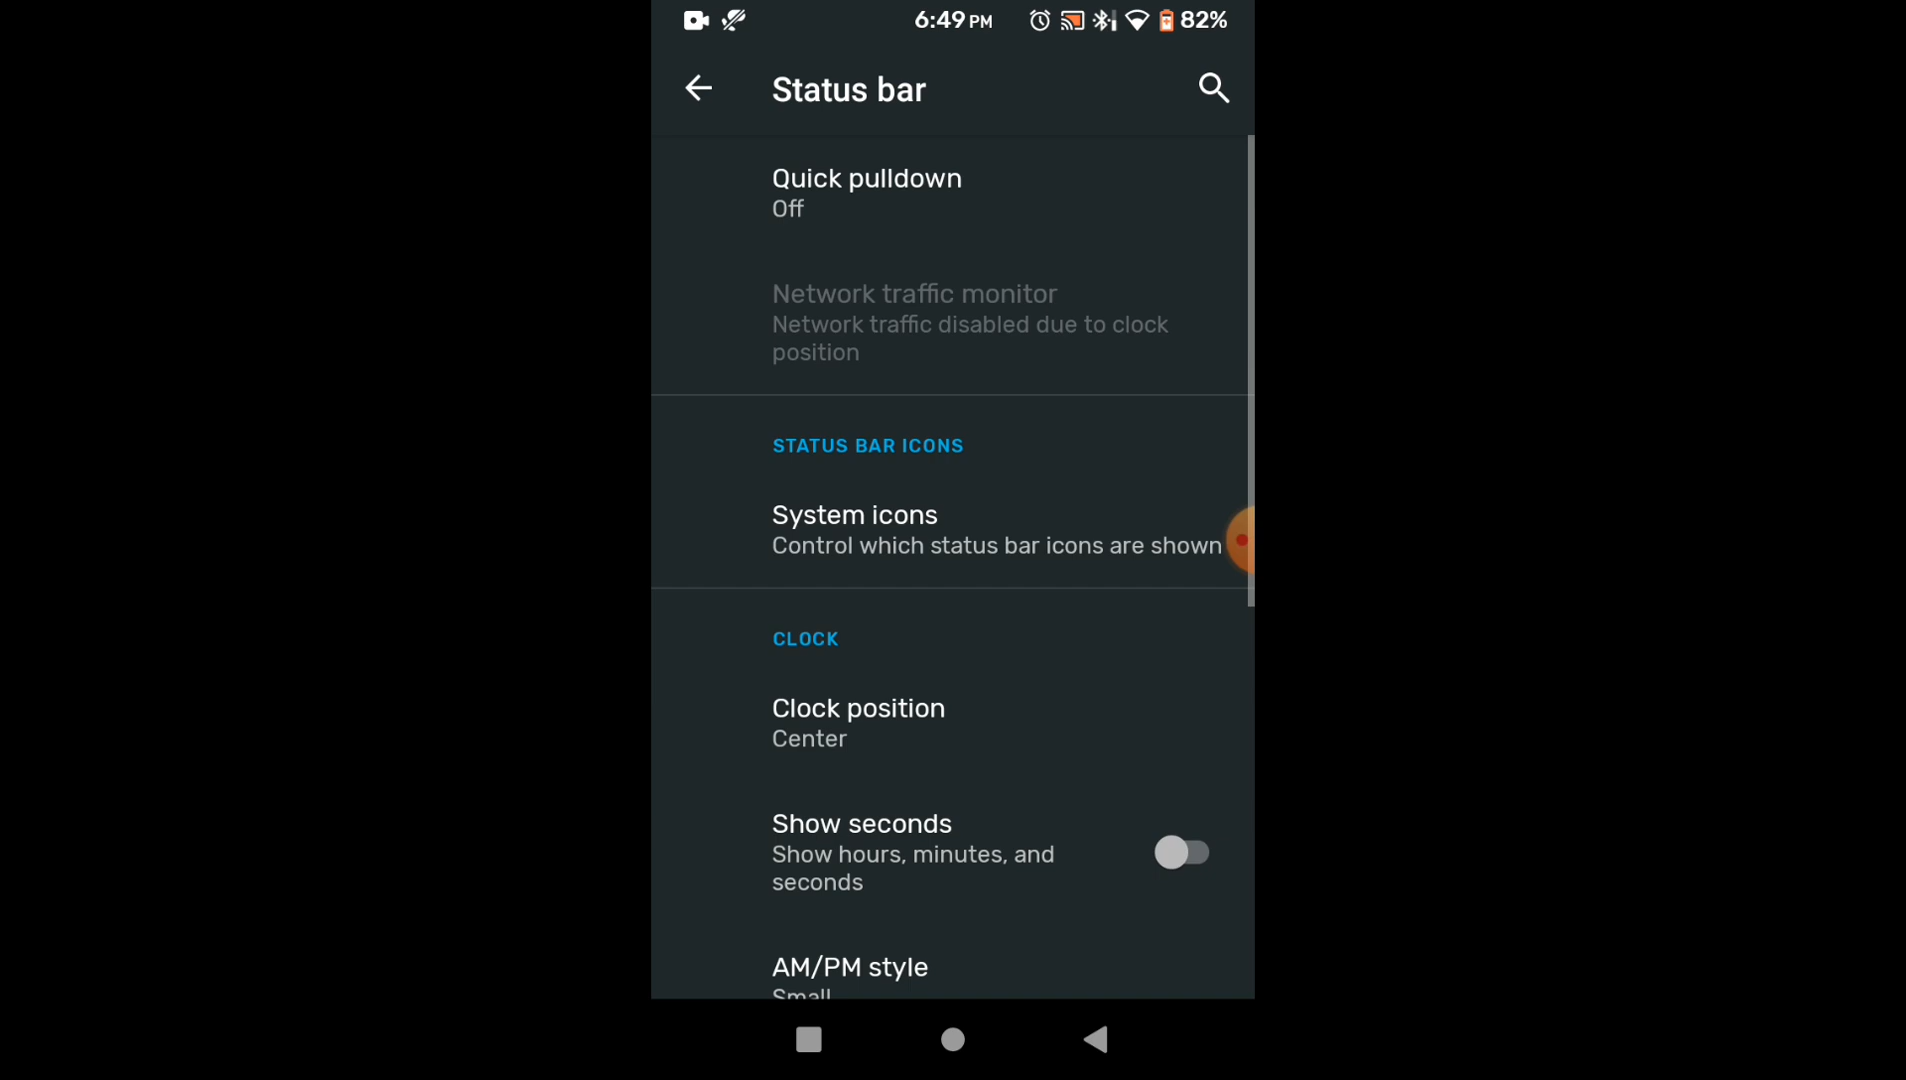 6:49 PM 82%
Status bar
Quick pulldown
Off
Network traffic monitor
Network traffic disabled due to clock
position
STATUS BAR ICONS
System icons
Control which status bar icons are shown
CLOCK
Clock position
Center
Show seconds
Show hours, minutes, and
seconds
AM/PM style
Small